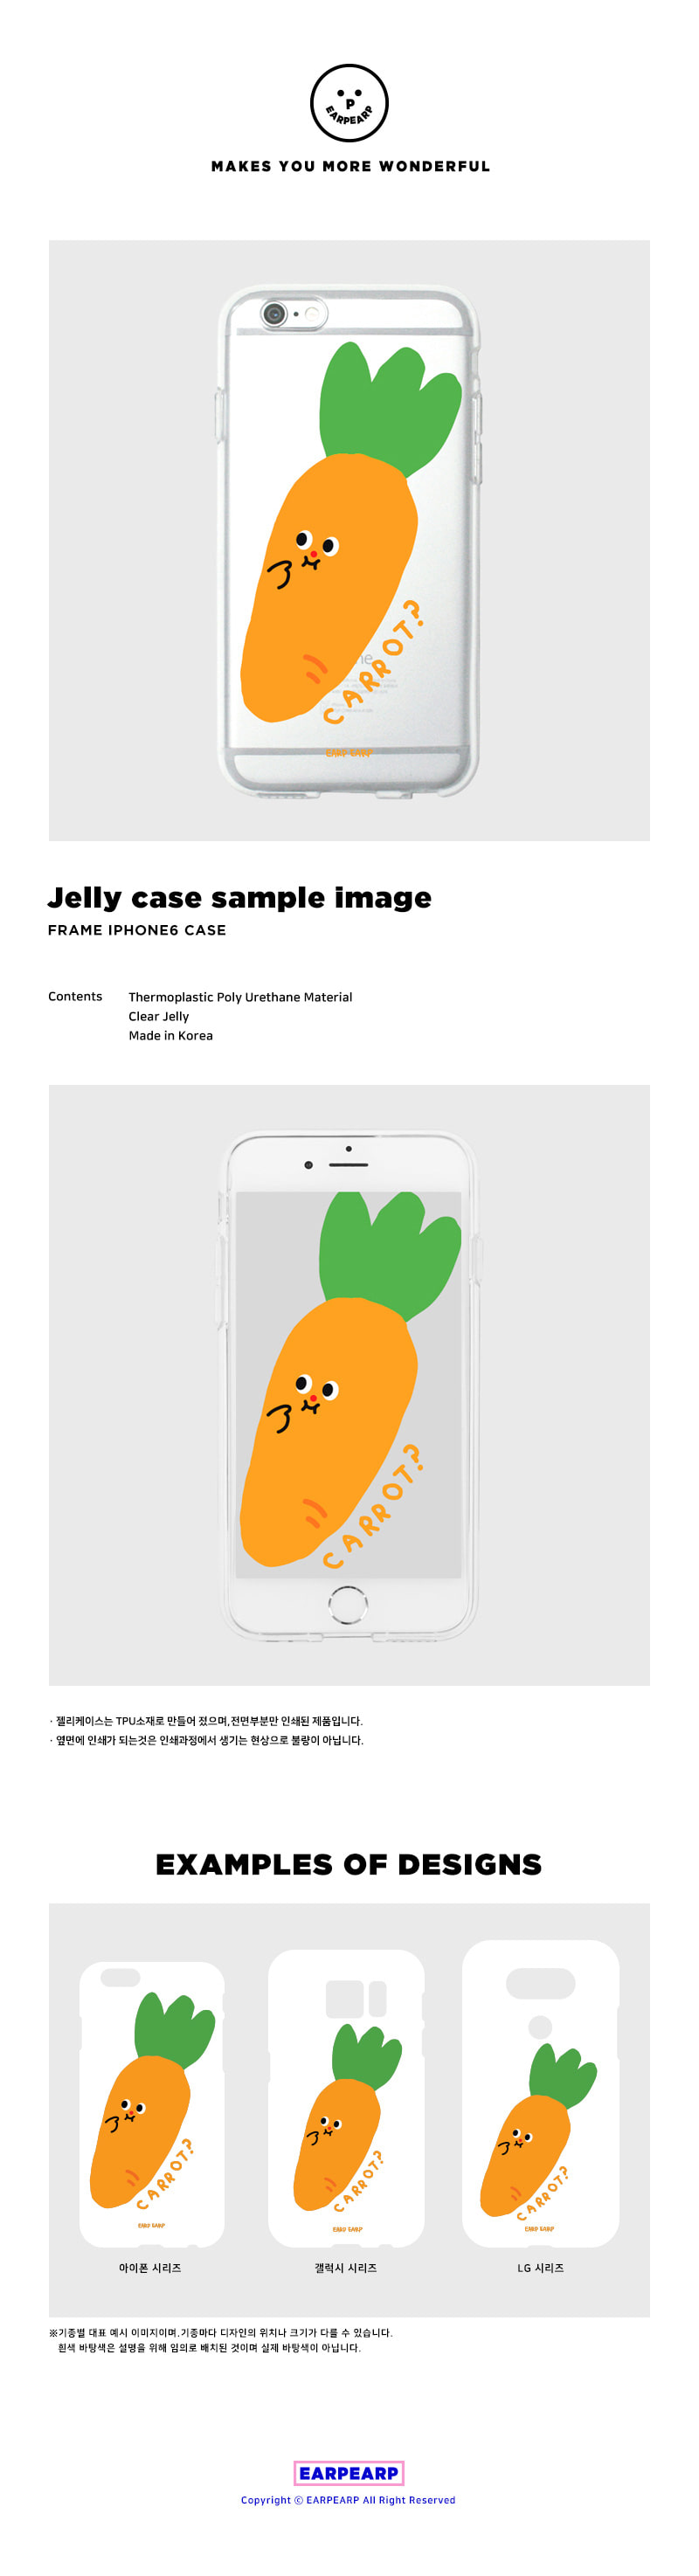 P
EARPEARP
MAKES YOU MORE WONDERFUL
CARROT?
EARP EARP
Jelly case sample image
FRAME IPHONE6 CASE
Contents
Thermoplastic Poly Urethane Material
Clear Jelly
Made in Korea
CARROT?
· 젤리케이스는 TPU소재로 만들어 졌으며,전면부분만 인쇄된 제품입니다.
· 옆면에 인쇄가 되는것은 인쇄과정에서 생기는 현상으로 불량이 아닙니다.
EXAMPLES OF DESIGNS
CARROT?
EARP EARP
CARROT?
EARP EARP
CARROT?
EARP EARP
아이폰 시리즈
갤럭시 시리즈
LG 시리즈
※기종별 대표 예시 이미지이며,기종마다 디자인의 위치나 크기가 다를 수 있습니다.
흰색 바탕색은 설명을 위해 임의로 배치된 것이며 실제 바탕색이 아닙니다.
EARPEARP
Copyright ⓒ EARPEARP All Right Reserved